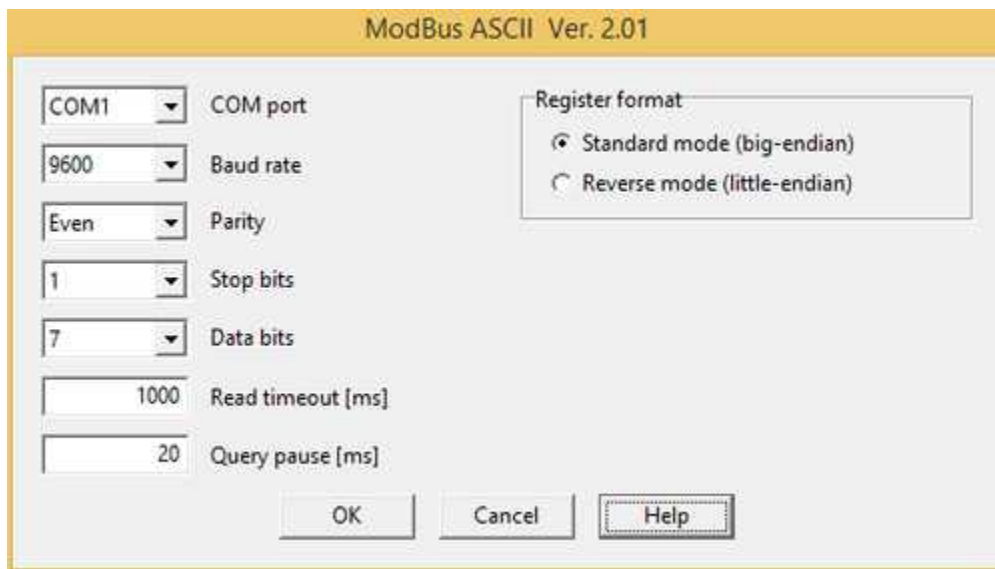 ModBus ASCII Ver. 2.01
COM1 COM port
9600 Baud rate
Even Parity
1 Stop bits
7 Data bits
1000 Read timeout [ms]
20 Query pause [ms]
Register format
Standard mode (big-endian)
Reverse mode (little-endian)
OK Cancel Help